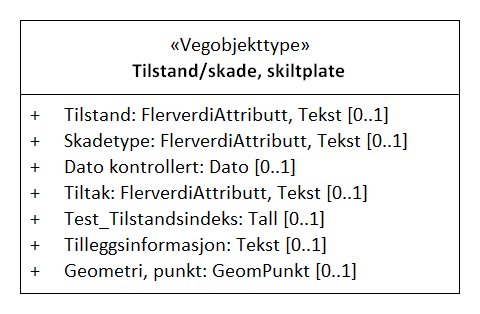 «Vegobjekttype»
Tilstand/skade, skiltplate
+ Tilstand: FlerverdiAttributt, Tekst [0..1]
+ Skadetype: FlerverdiAttributt, Tekst [0..1]
+ Dato kontrollert: Dato [0..1]
+ Tiltak: FlerverdiAttributt, Tekst [0..1]
+ Test_Tilstandsindeks: Tall [0..1]
+ Tilleggsinformasjon: Tekst [0..1]
+ Geometri, punkt: GeomPunkt [0..1]